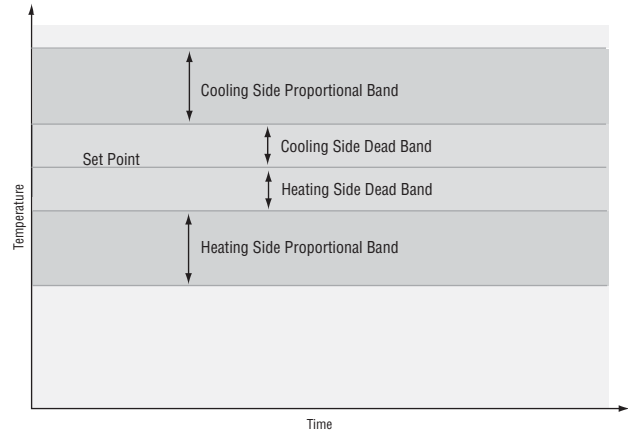 Cooling Side Proportional Band
Cooling Side Dead Band
Set Point
Heating Side Dead Band
Heating Side Proportional Band
Temperature
Time